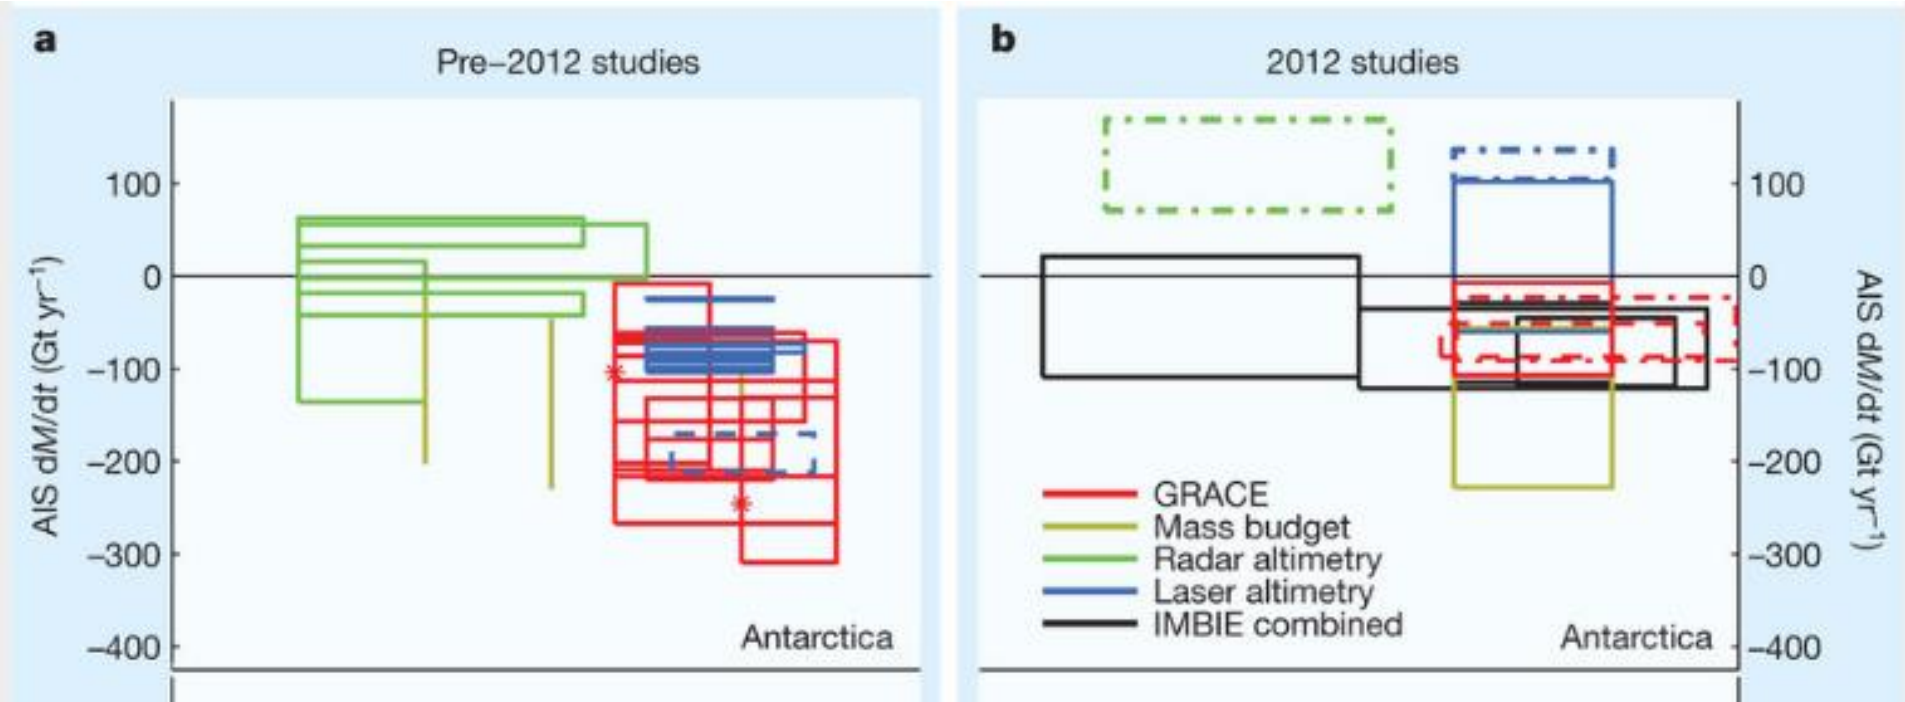 a
Pre–2012 studies
100
0
−100
−200
−300
−400
AIS dM/dt (Gt yr⁻¹)
Antarctica
b
2012 studies
100
0
−100
−200
−300
−400
AIS dM/dt (Gt yr⁻¹)
GRACE
Mass budget
Radar altimetry
Laser altimetry
IMBIE combined
Antarctica